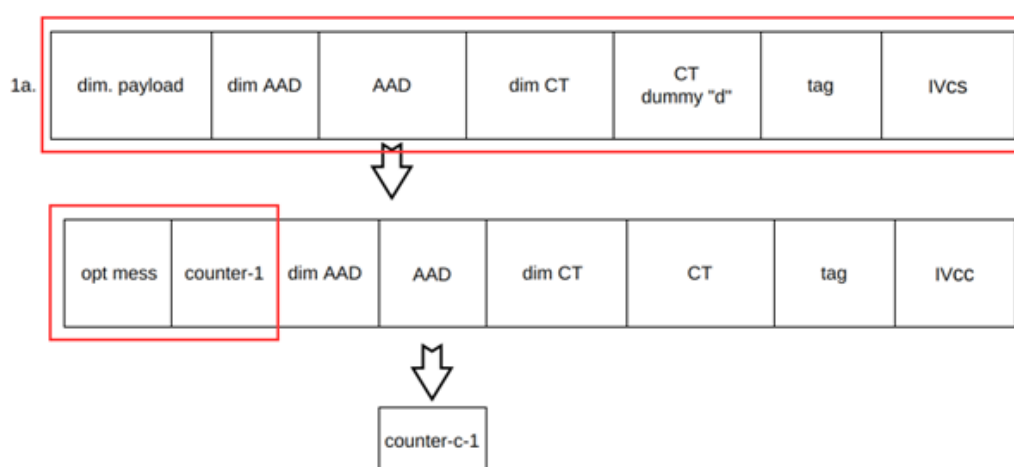 1a.
dim. payload
dim AAD
AAD
dim CT
CT
dummy "d"
tag
IVcs
opt mess
counter-1
dim AAD
AAD
dim CT
CT
tag
IVcc
counter-c-1